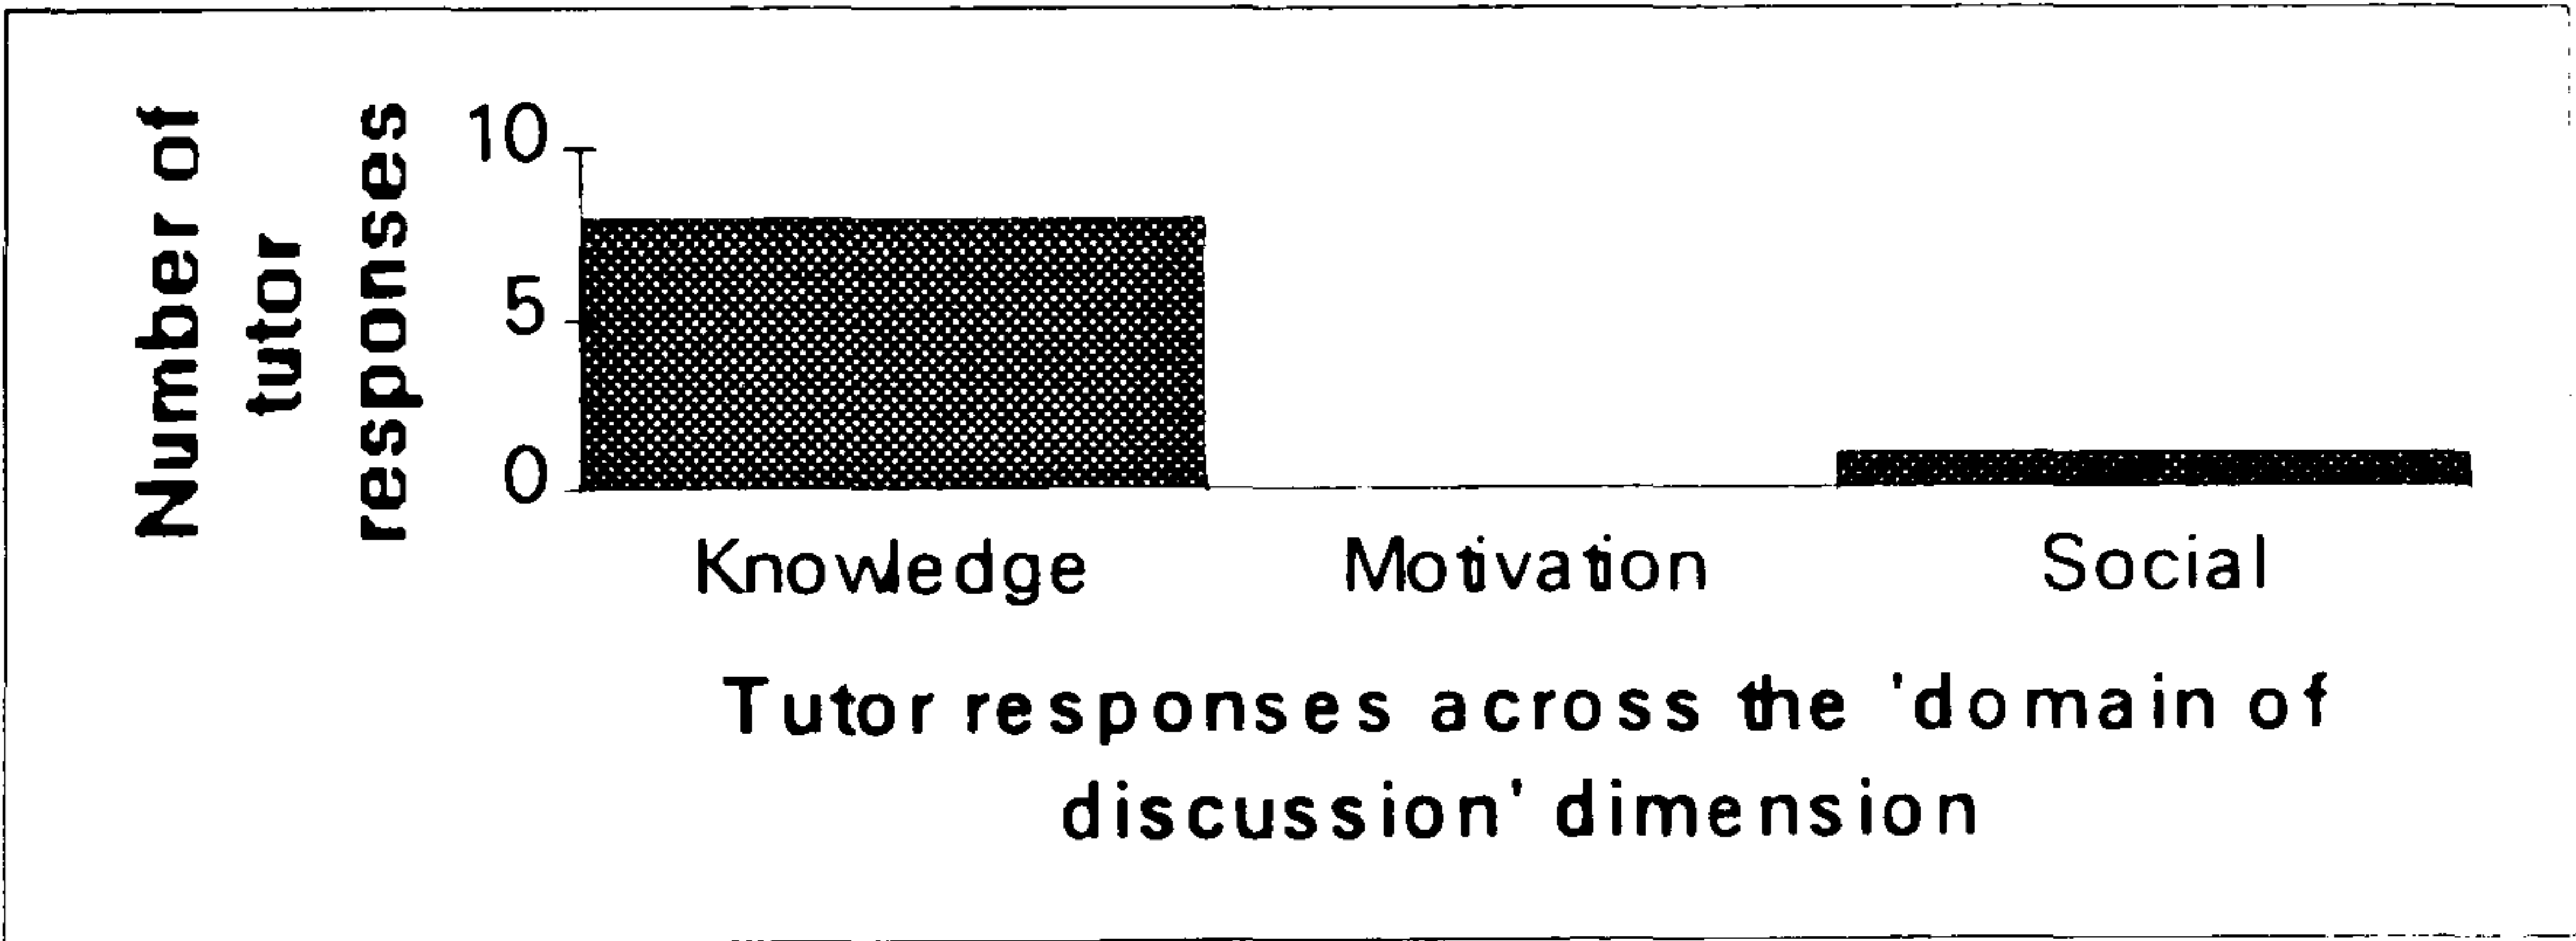 Number of
tutor
responses
10
5
0
Knowledge
Motivation
Social
Tutor responses across the 'domain of
discussion' dimension